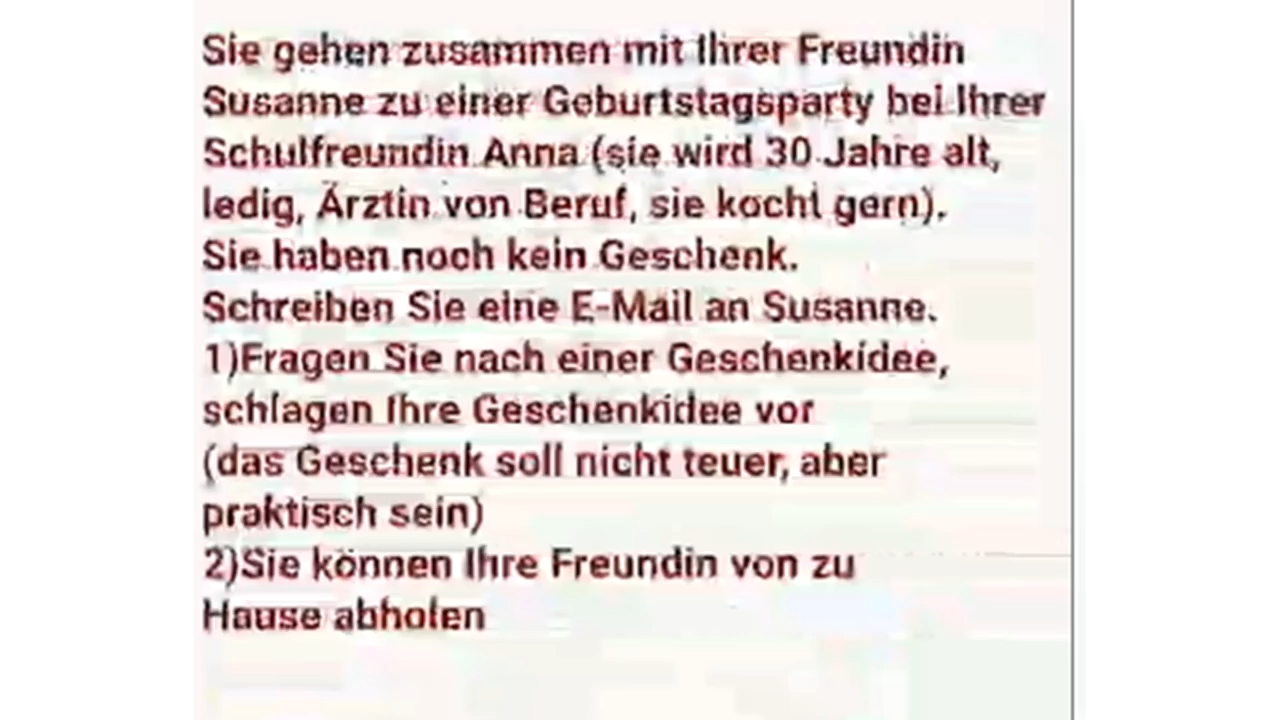 Sie gehen zusammen mit Ihrer Freundin
Susanne zu einer Geburtstagsparty bei Ihrer
Schulfreundin Anna (sie wird 30 Jahre alt,
ledig, Ärztin von Beruf, sie kocht gern).
Sie haben noch kein Geschenk.
Schreiben Sie eine E-Mail an Susanne.
1)Fragen Sie nach einer Geschenkidee,
schlagen Ihre Geschenkidee vor
(das Geschenk soll nicht teuer, aber
praktisch sein)
2)Sie können Ihre Freundin von zu
Hause abholen